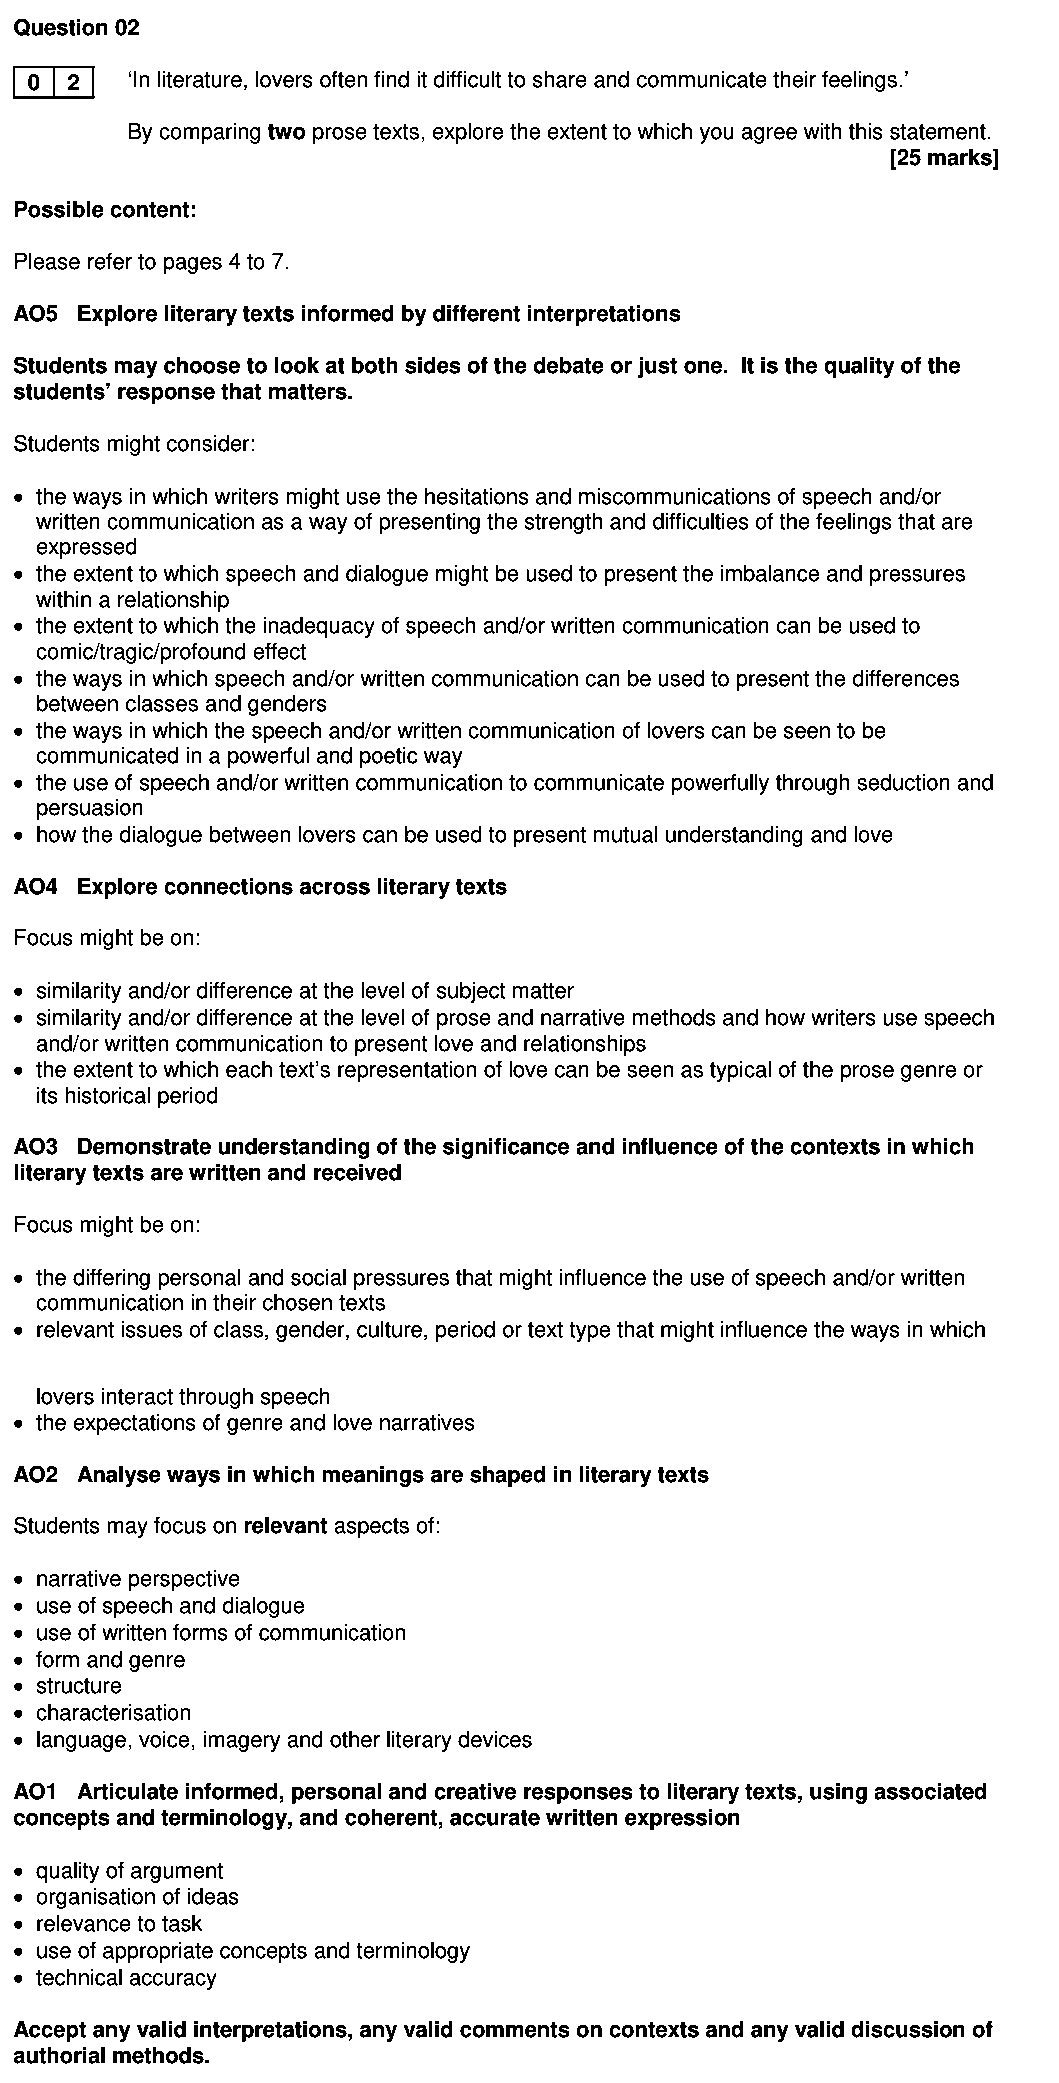 Question 02
0 2 ‘In literature, lovers often find it difficult to share and communicate their feelings.’
By comparing two prose texts, explore the extent to which you agree with this statement.
[25 marks]
Possible content:
Please refer to pages 4 to 7.
AO5 Explore literary texts informed by different interpretations
Students may choose to look at both sides of the debate or just one. It is the quality of the
students’ response that matters.
Students might consider:
• the ways in which writers might use the hesitations and miscommunications of speech and/or
written communication as a way of presenting the strength and difficulties of the feelings that are
expressed
• the extent to which speech and dialogue might be used to present the imbalance and pressures
within a relationship
• the extent to which the inadequacy of speech and/or written communication can be used to
comic/tragic/profound effect
• the ways in which speech and/or written communication can be used to present the differences
between classes and genders
• the ways in which the speech and/or written communication of lovers can be seen to be
communicated in a powerful and poetic way
• the use of speech and/or written communication to communicate powerfully through seduction and
persuasion
• how the dialogue between lovers can be used to present mutual understanding and love
AO4 Explore connections across literary texts
Focus might be on:
• similarity and/or difference at the level of subject matter
• similarity and/or difference at the level of prose and narrative methods and how writers use speech
and/or written communication to present love and relationships
• the extent to which each text’s representation of love can be seen as typical of the prose genre or
its historical period
AO3 Demonstrate understanding of the significance and influence of the contexts in which
literary texts are written and received
Focus might be on:
• the differing personal and social pressures that might influence the use of speech and/or written
communication in their chosen texts
• relevant issues of class, gender, culture, period or text type that might influence the ways in which
lovers interact through speech
• the expectations of genre and love narratives
AO2 Analyse ways in which meanings are shaped in literary texts
Students may focus on relevant aspects of:
• narrative perspective
• use of speech and dialogue
• use of written forms of communication
• form and genre
• structure
• characterisation
• language, voice, imagery and other literary devices
AO1 Articulate informed, personal and creative responses to literary texts, using associated
concepts and terminology, and coherent, accurate written expression
• quality of argument
• organisation of ideas
• relevance to task
• use of appropriate concepts and terminology
• technical accuracy
Accept any valid interpretations, any valid comments on contexts and any valid discussion of
authorial methods.